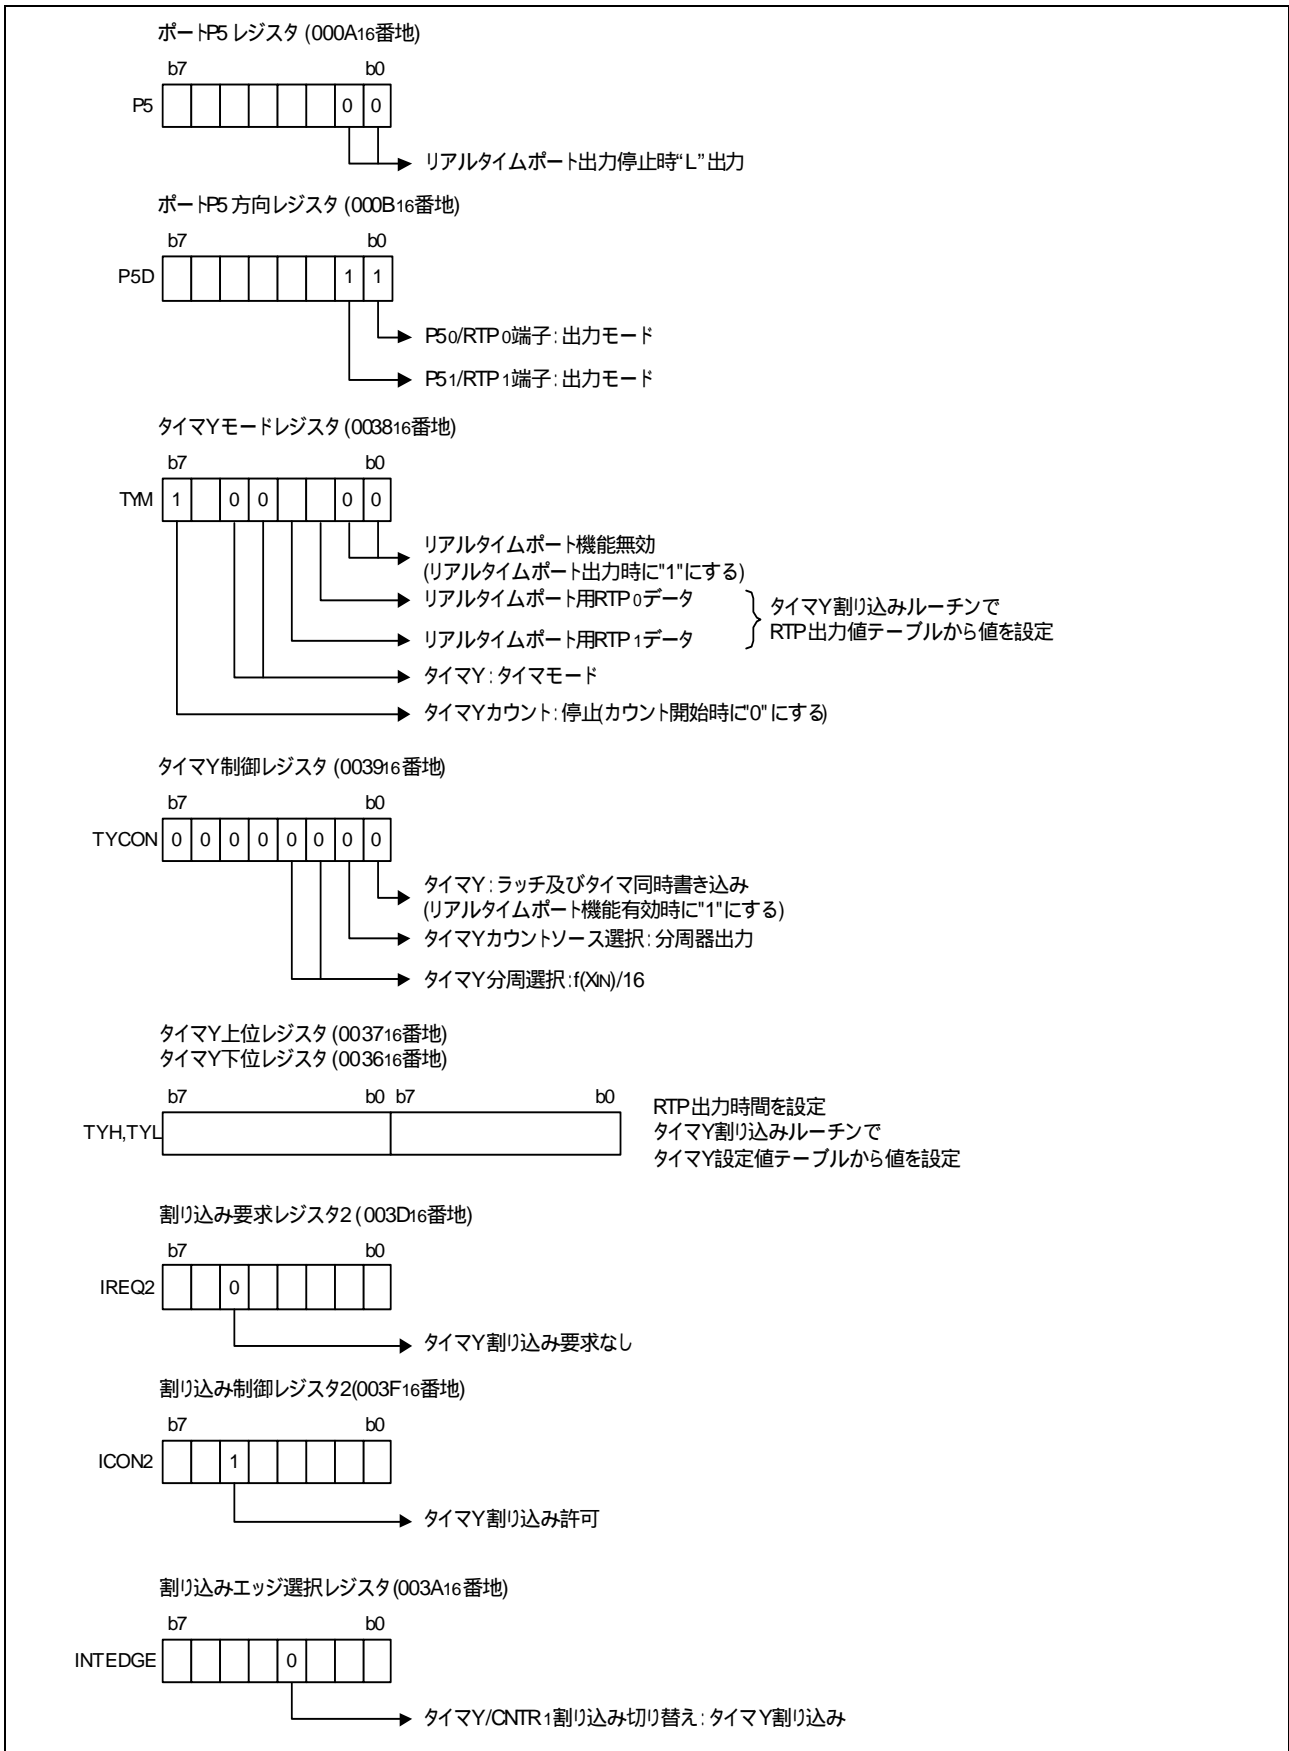 ポートP5 レジスタ (000A16番地)
b7 b0
P5 0 0
リアルタイムポート出力停止時“L”出力
ポートP5 方向レジスタ (000B16番地)
b7 b0
P5D 1 1
P50/RTP0端子: 出力モード
P51/RTP1端子: 出力モード
タイマYモードレジスタ (003816番地)
b7 b0
TYM 1 0 0 0 0
リアルタイムポート機能無効
(リアルタイムポート出力時に"1"にする)
リアルタイムポート用RTP0データ
リアルタイムポート用RTP1データ
タイマY割り込みルーチンで
RTP出力値テーブルから値を設定
タイマY: タイマモード
タイマYカウント: 停止(カウント開始時に"0"にする)
タイマY制御レジスタ (003916番地)
b7 b0
TYCON 0 0 0 0 0 0 0 0
タイマY: ラッチ及びタイマ同時書き込み
(リアルタイムポート機能有効時に"1"にする)
タイマYカウントソース選択: 分周器出力
タイマY分周選択: f(XIN)/16
タイマY上位レジスタ (003716番地)
タイマY下位レジスタ (003616番地)
b7 b0 b7 b0
TYH,TYL
RTP出力時間を設定
タイマY割り込みルーチンで
タイマY設定値テーブルから値を設定
割り込み要求レジスタ2 (003D16番地)
b7 b0
IREQ2 0
タイマY割り込み要求なし
割り込み制御レジスタ2(003F16番地)
b7 b0
ICON2 1
タイマY割り込み許可
割り込みエッジ選択レジスタ(003A16番地)
b7 b0
INTEDGE 0
タイマY/CNTR1割り込み切り替え: タイマY割り込み